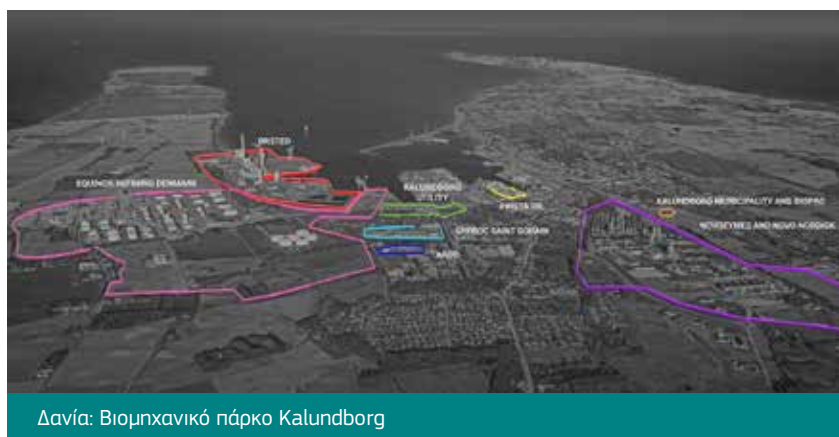 ØRSTED
EQUINOR REFINING DENMARK
KALUNDBORG
UTILITY
GYPROC SAINT GOBAIN
KALUNDBORG MUNICIPALITY AND BIOPAC
NOVOZYMES AND NOVO NORDISK
Δανία: Βιομηχανικό πάρκο Kalundborg